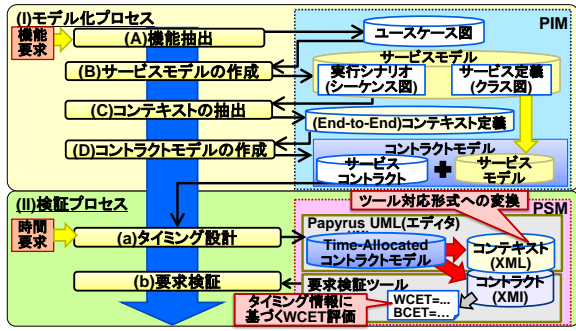 (I)モデル化プロセス
PIM
機能
要求
(A)機能抽出
ユースケース図
サービスモデル
(B)サービスモデルの作成
実行シナリオ
(シーケンス図)
サービス定義
(クラス図)
(C)コンテキストの抽出
(End-to-End)コンテキスト定義
(D)コントラクトモデルの作成
コントラクトモデル
サービス
コントラクト
サービス
モデル
(II)検証プロセス
ツール対応形式への変換
PSM
時間
要求
(a)タイミング設計
Papyrus UML(エディタ)
Time-Allocated
コントラクトモデル
コンテキスト
(XML)
(b)要求検証
要求検証ツール
コントラクト
(XMI)
タイミング情報に
基づくWCET評価
WCET=...
BCET=...